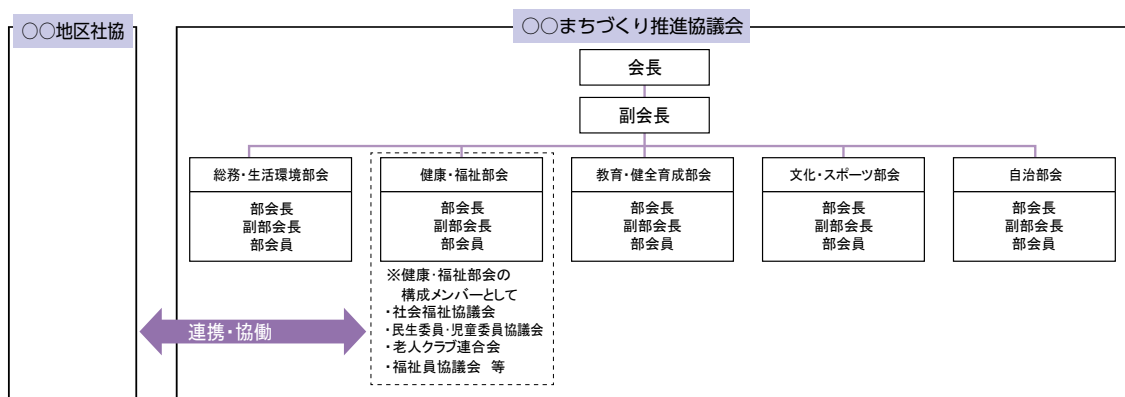 ○○地区社協
○○まちづくり推進協議会
会長
副会長
総務・生活環境部会
部会長
副部会長
部会員
健康・福祉部会
部会長
副部会長
部会員
※健康・福祉部会の
構成メンバーとして
・社会福祉協議会
・民生委員・児童委員協議会
・老人クラブ連合会
・福祉員協議会 等
教育・健全育成部会
部会長
副部会長
部会員
文化・スポーツ部会
部会長
副部会長
部会員
自治部会
部会長
副部会長
部会員
連携・協働